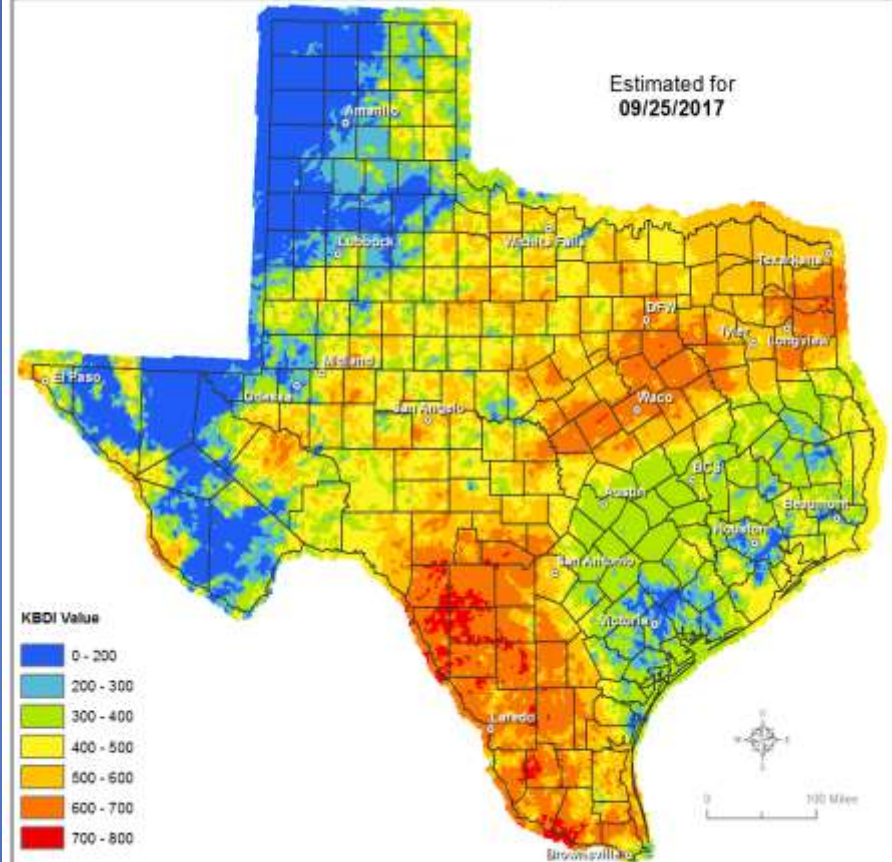 Estimated for
09/25/2017
Amarillo
Lubbock
Wichita Falls
Texarkana
DFW
Tyler
Longview
El Paso
Midland
Odessa
Waco
San Angelo
BCS
Austin
Beaumont
Houston
San Antonio
Victoria
Laredo
Brownsville
KBDI Value
0 - 200
200 - 300
300 - 400
400 - 500
500 - 600
600 - 700
700 - 800
0 100 Miles